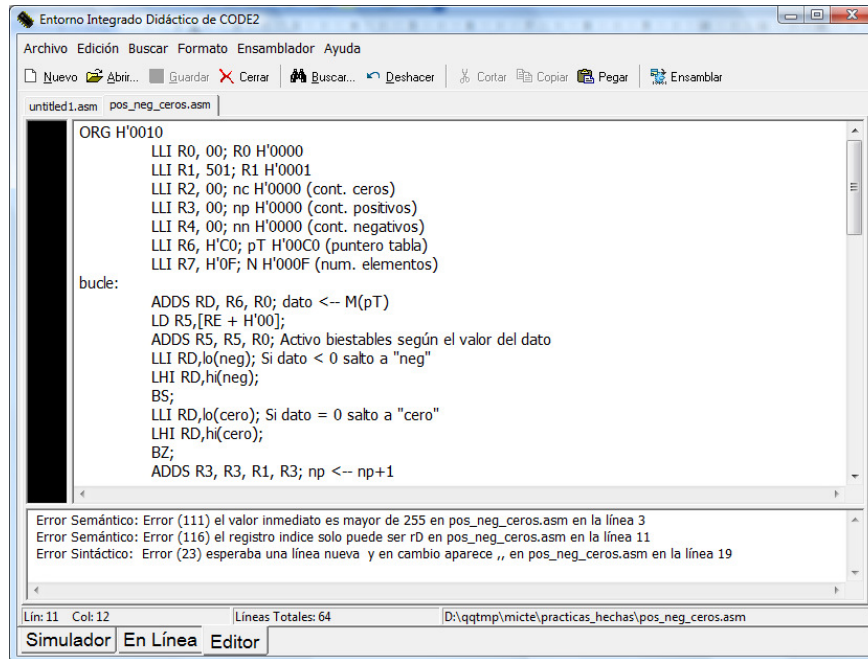 Entorno Integrado Didáctico de CODE2
Archivo Edición Buscar Formato Ensamblador Ayuda
Nuevo Abrir... Guardar Cerrar Buscar... Deshacer Cortar Copiar Pegar Ensamblar
untitled1.asm pos_neg_ceros.asm
ORG H'0010
LLI R0, 00; R0 H'0000
LLI R1, 501; R1 H'0001
LLI R2, 00; nc H'0000 (cont. ceros)
LLI R3, 00; np H'0000 (cont. positivos)
LLI R4, 00; nn H'0000 (cont. negativos)
LLI R6, H'C0; pT H'00C0 (puntero tabla)
LLI R7, H'0F; N H'000F (num. elementos)
bucle:
ADDS RD, R6, R0; dato <-- M(pT)
LD R5,[RE + H'00];
ADDS R5, R5, R0; Activo biestables según el valor del dato
LLI RD,lo(neg); Si dato < 0 salto a "neg"
LHI RD,hi(neg);
BS;
LLI RD,lo(cero); Si dato = 0 salto a "cero"
LHI RD,hi(cero);
BZ;
ADDS R3, R3, R1, R3; np <-- np+1
Error Semántico: Error (111) el valor inmediato es mayor de 255 en pos_neg_ceros.asm en la línea 3
Error Semántico: Error (116) el registro indice solo puede ser rD en pos_neg_ceros.asm en la línea 11
Error Sintáctico: Error (23) esperaba una línea nueva y en cambio aparece ,, en pos_neg_ceros.asm en la línea 19
Lín: 11 Col: 12 Líneas Totales: 64 D:\qqtmp\micte\practicas_hechas\pos_neg_ceros.asm
Simulador En Línea Editor